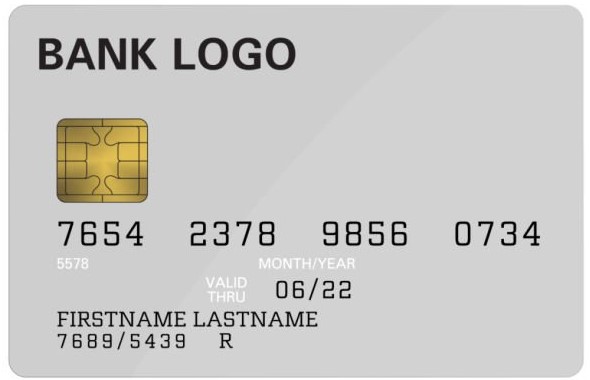 BANK LOGO
7654 2378 9856 0734
5578 MONTH/YEAR
VALID THRU 06/22
FIRSTNAME LASTNAME
7689/5439 R